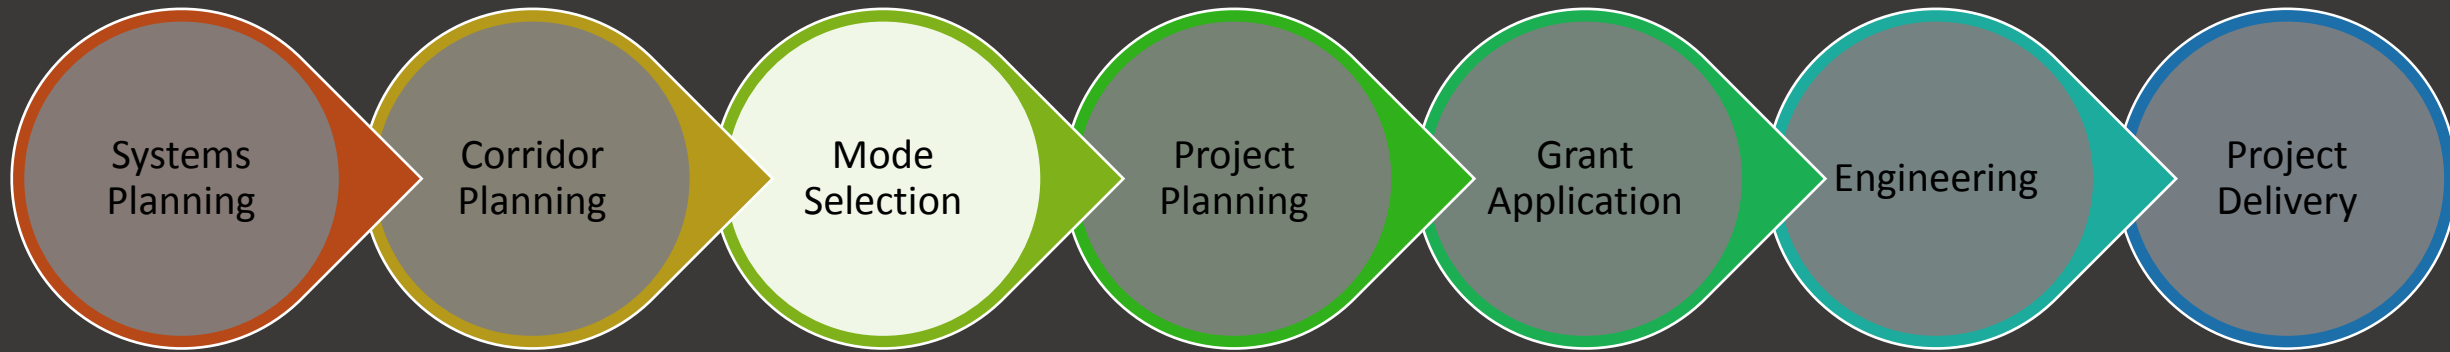 Systems
Planning
Corridor
Planning
Mode
Selection
Project
Planning
Grant
Application
Engineering
Project
Delivery